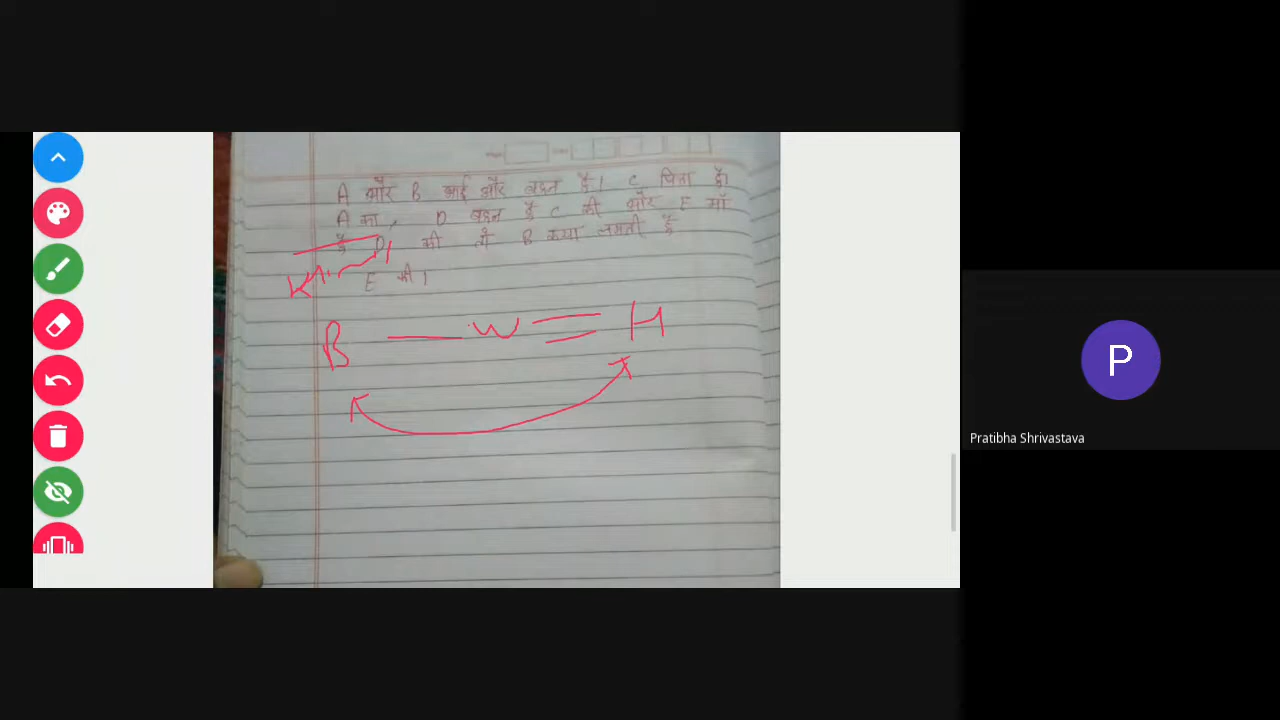 A और B भाई और बहन हैं। C पिता है।
A का, D बहन है C की और E माँ
है D की तो B क्या लगती है
E की।
B — W = H
P
Pratibha Shrivastava